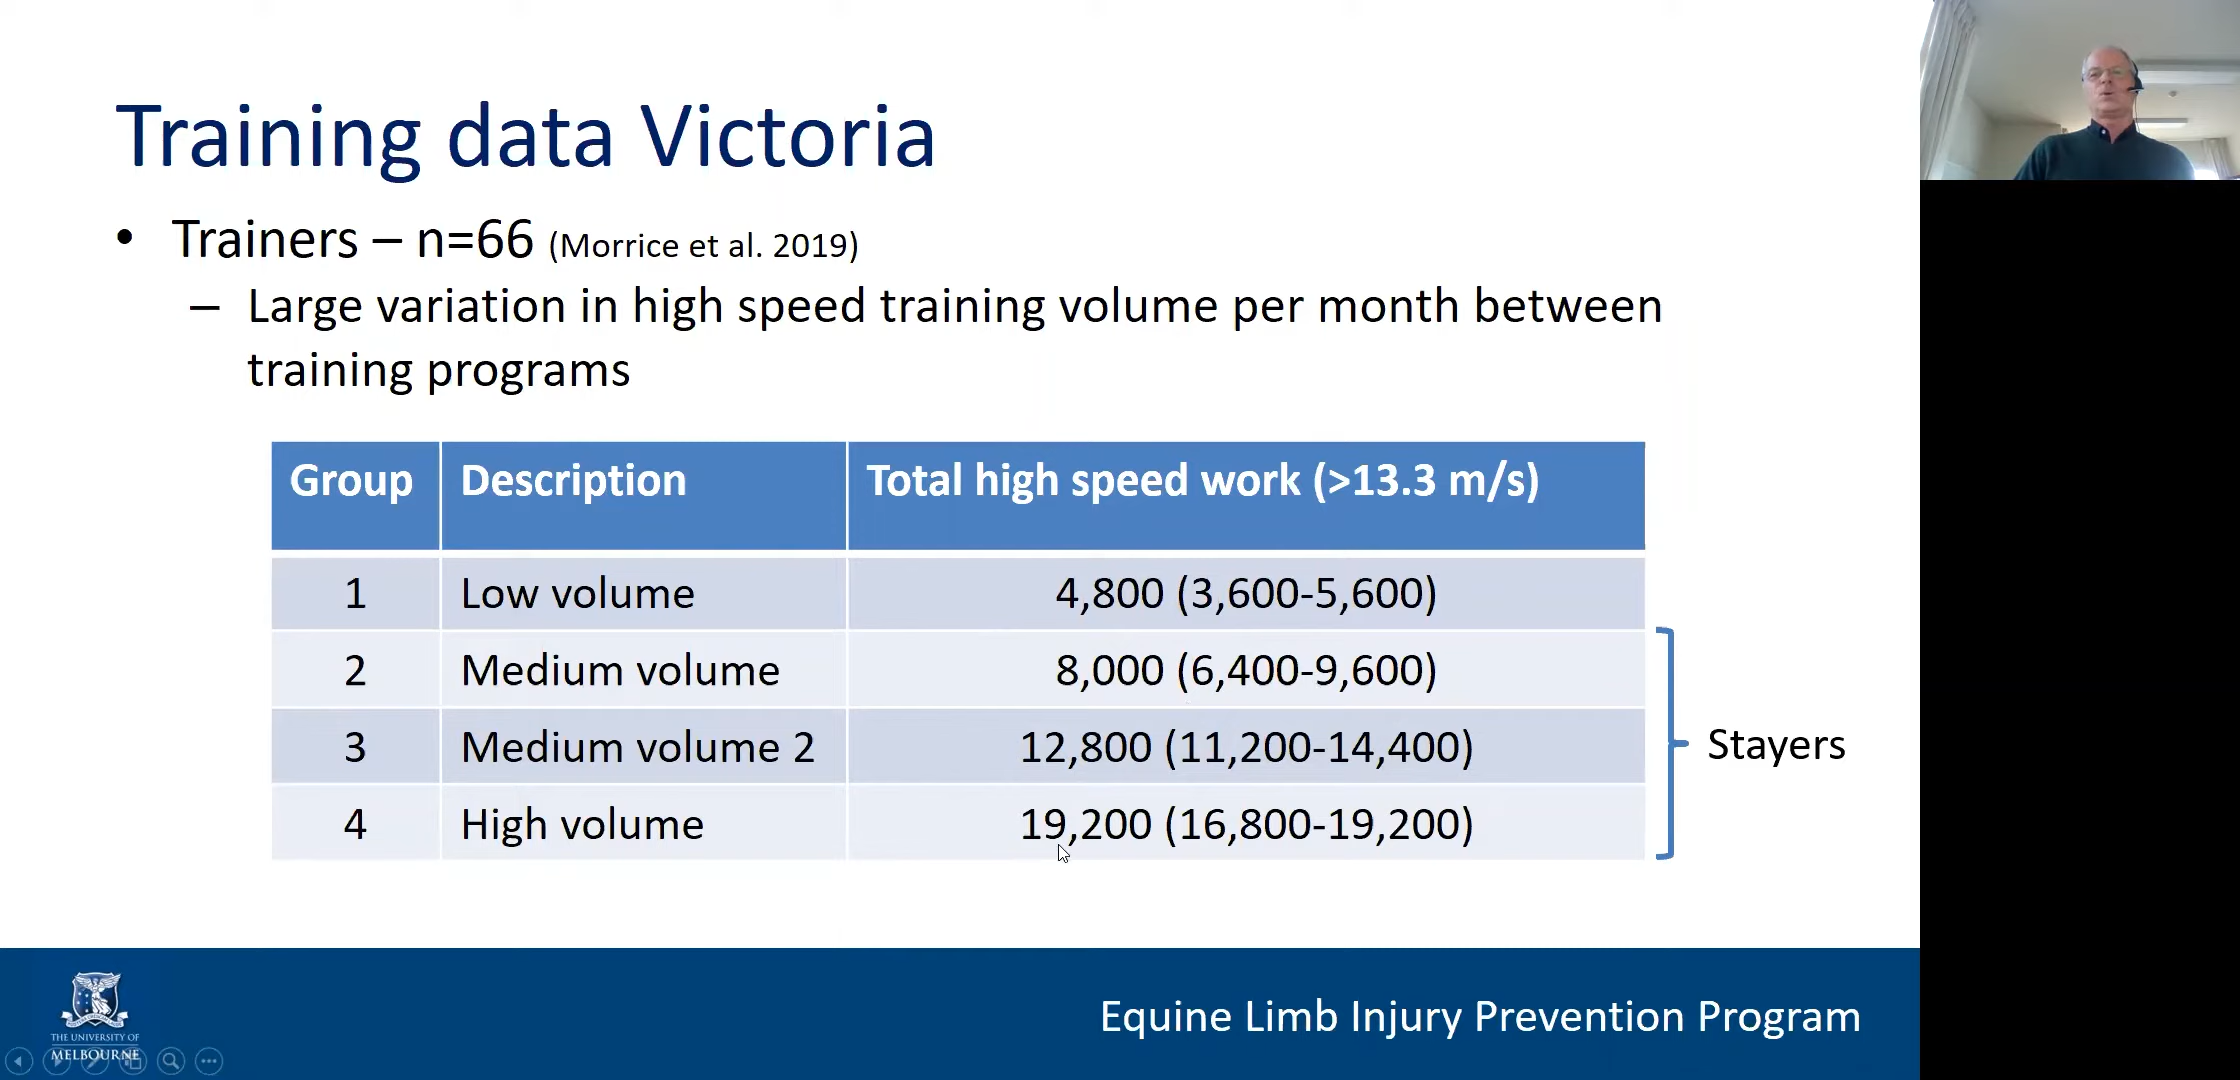 Training data Victoria
• Trainers – n=66 (Morrice et al. 2019)
– Large variation in high speed training volume per month between
training programs
Group Description Total high speed work (>13.3 m/s)
1 Low volume 4,800 (3,600-5,600)
2 Medium volume 8,000 (6,400-9,600)
3 Medium volume 2 12,800 (11,200-14,400)
4 High volume 19,200 (16,800-19,200)
Stayers
THE UNIVERSITY OF
MELBOURNE
Equine Limb Injury Prevention Program